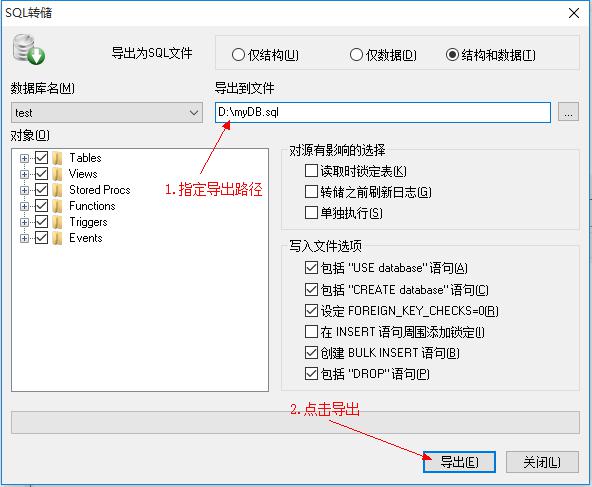 SQL转储
导出为SQL文件
仅结构(U)
仅数据(D)
结构和数据(T)
数据库名(M)
导出到文件
test
D:\myDB.sql
...
对象(O)
Tables
Views
Stored Procs
Functions
Triggers
Events
1.指定导出路径
对源有影响的选择
读取时锁定表(K)
转储之前刷新日志(G)
单独执行(S)
写入文件选项
包括"USE database"语句(A)
包括"CREATE database"语句(C)
设定 FOREIGN_KEY_CHECKS=0(R)
在 INSERT 语句周围添加锁定(I)
创建 BULK INSERT 语句(B)
包括"DROP"语句(P)
2.点击导出
导出(E)
关闭(L)